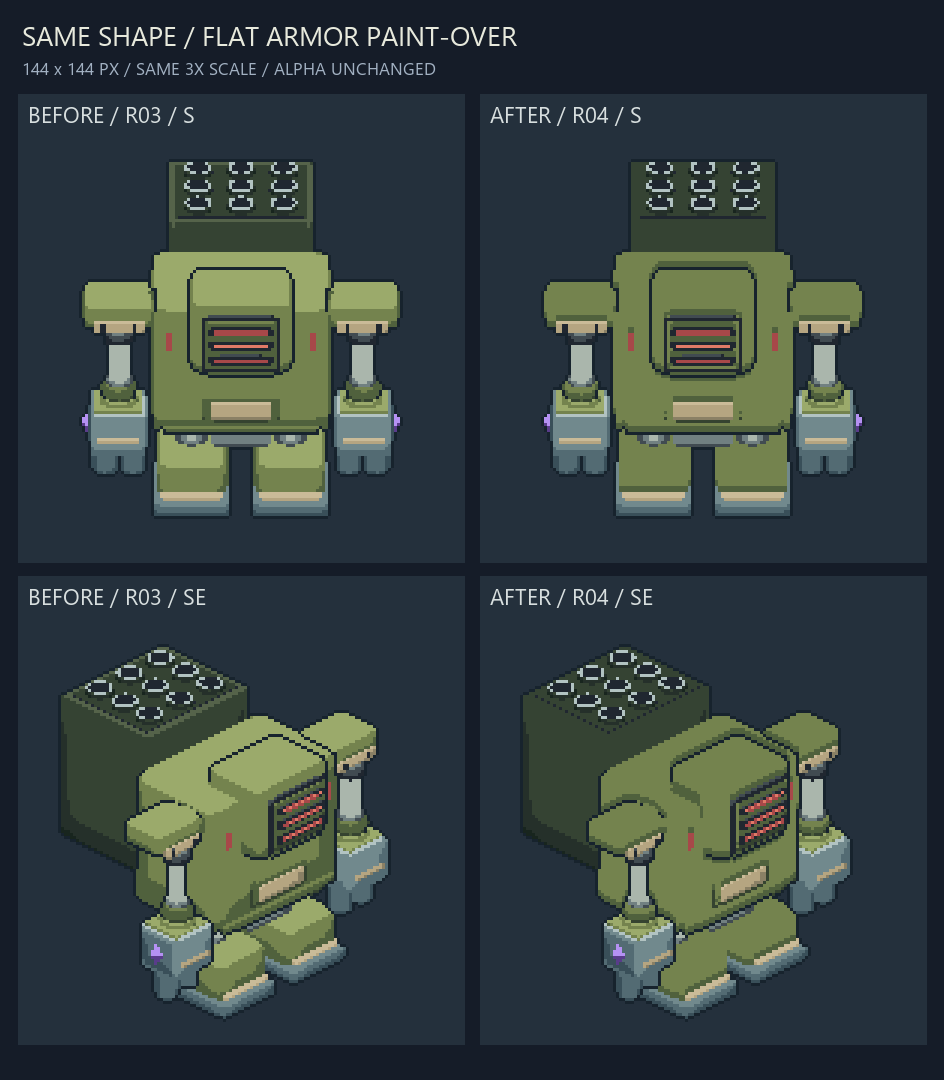 SAME SHAPE / FLAT ARMOR PAINT-OVER
144 x 144 PX / SAME 3X SCALE / ALPHA UNCHANGED
BEFORE / R03 / S
AFTER / R04 / S
BEFORE / R03 / SE
AFTER / R04 / SE